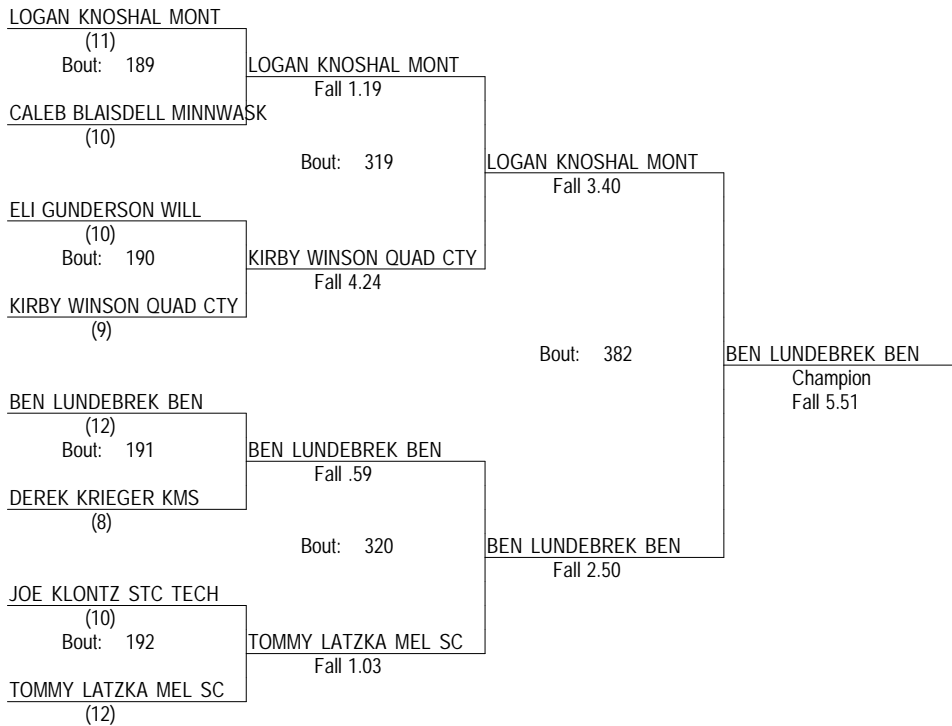 LOGAN KNOSHAL MONT
(11)
Bout: 189
LOGAN KNOSHAL MONT
Fall 1.19
CALEB BLAISDELL MINNWASK
(10)
Bout: 319
LOGAN KNOSHAL MONT
Fall 3.40
ELI GUNDERSON WILL
(10)
Bout: 190
KIRBY WINSON QUAD CTY
Fall 4.24
KIRBY WINSON QUAD CTY
(9)
Bout: 382
BEN LUNDEBREK BEN
Champion
Fall 5.51
BEN LUNDEBREK BEN
(12)
Bout: 191
BEN LUNDEBREK BEN
Fall .59
DEREK KRIEGER KMS
(8)
Bout: 320
BEN LUNDEBREK BEN
Fall 2.50
JOE KLONTZ STC TECH
(10)
Bout: 192
TOMMY LATZKA MEL SC
Fall 1.03
TOMMY LATZKA MEL SC
(12)